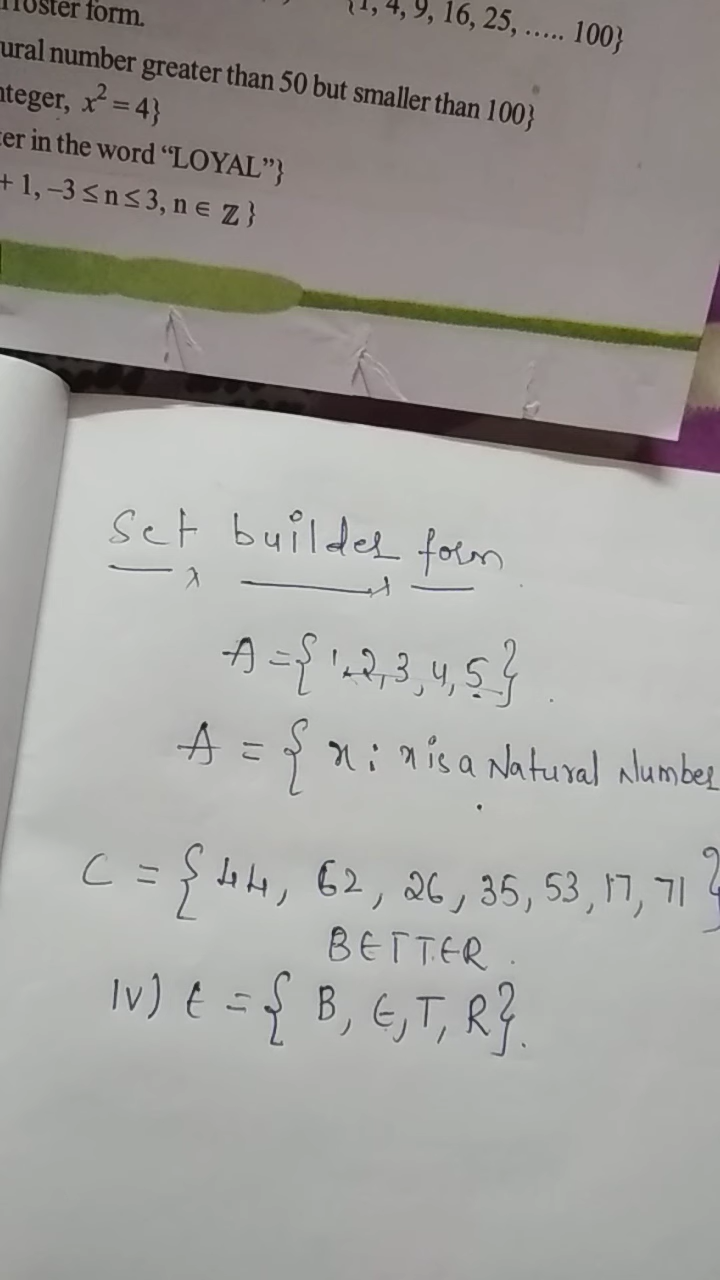 roster form. {1, 4, 9, 16, 25, ..... 100}
ural number greater than 50 but smaller than 100}
nteger, x² = 4}
er in the word “LOYAL”}
+ 1, –3 ≤ n ≤ 3, n ∈ ℤ}
Set builder form
A = {1, 2, 3, 4, 5}.
A = { x : x is a Natural Number
C = {44, 62, 26, 35, 53, 17, 71}
BETTER.
iv) E = { B, E, T, R}.